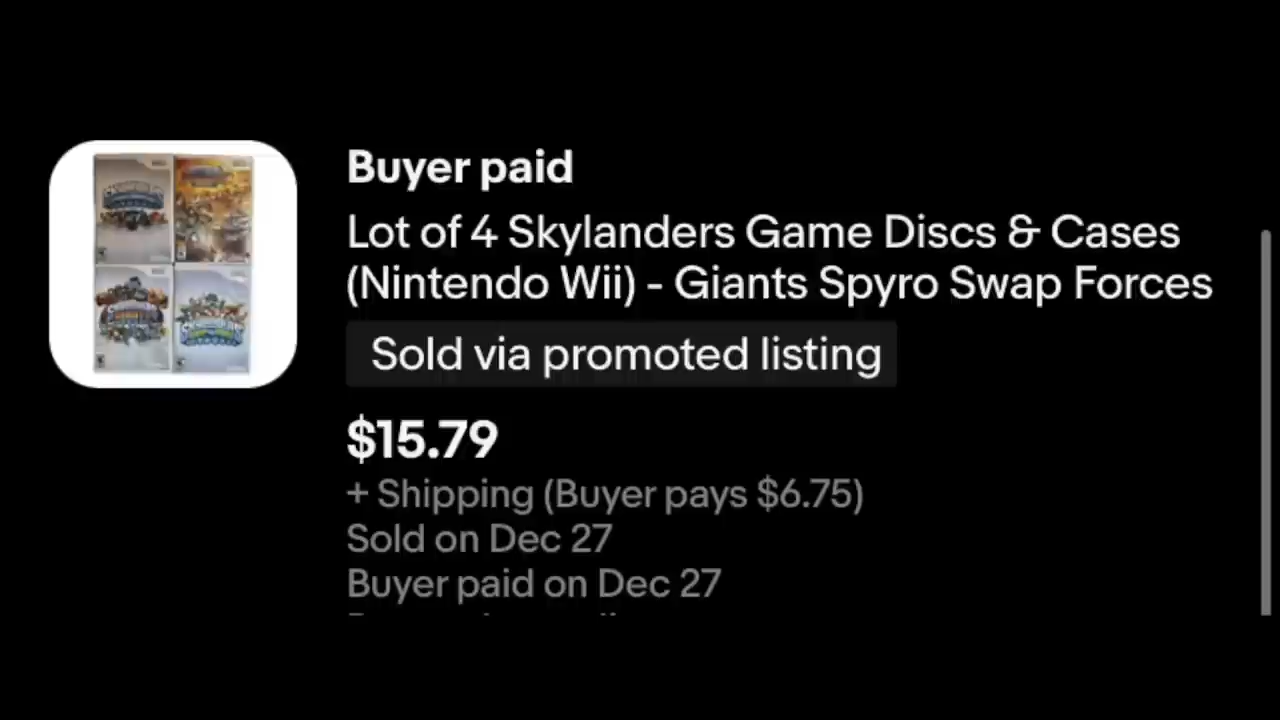 Buyer paid
Lot of 4 Skylanders Game Discs & Cases
(Nintendo Wii) - Giants Spyro Swap Forces
Sold via promoted listing
$15.79
+ Shipping (Buyer pays $6.75)
Sold on Dec 27
Buyer paid on Dec 27